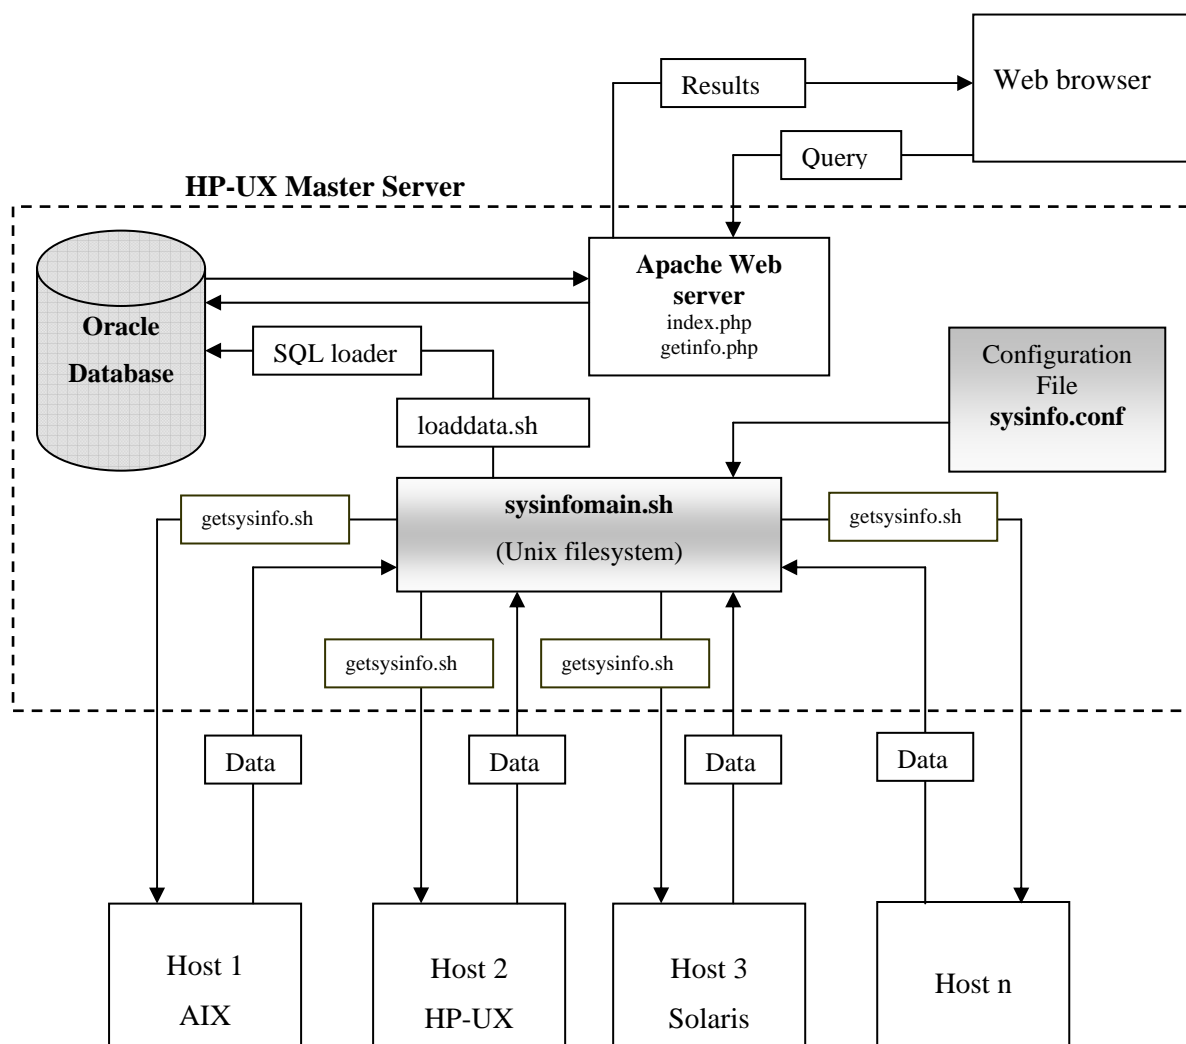 Results
Web browser
Query
HP-UX Master Server
Apache Web
server
index.php
getinfo.php
Oracle
Database
SQL loader
Configuration
File
sysinfo.conf
loaddata.sh
sysinfomain.sh
(Unix filesystem)
getsysinfo.sh
getsysinfo.sh
getsysinfo.sh
getsysinfo.sh
Data
Data
Data
Data
Host 1
AIX
Host 2
HP-UX
Host 3
Solaris
Host n